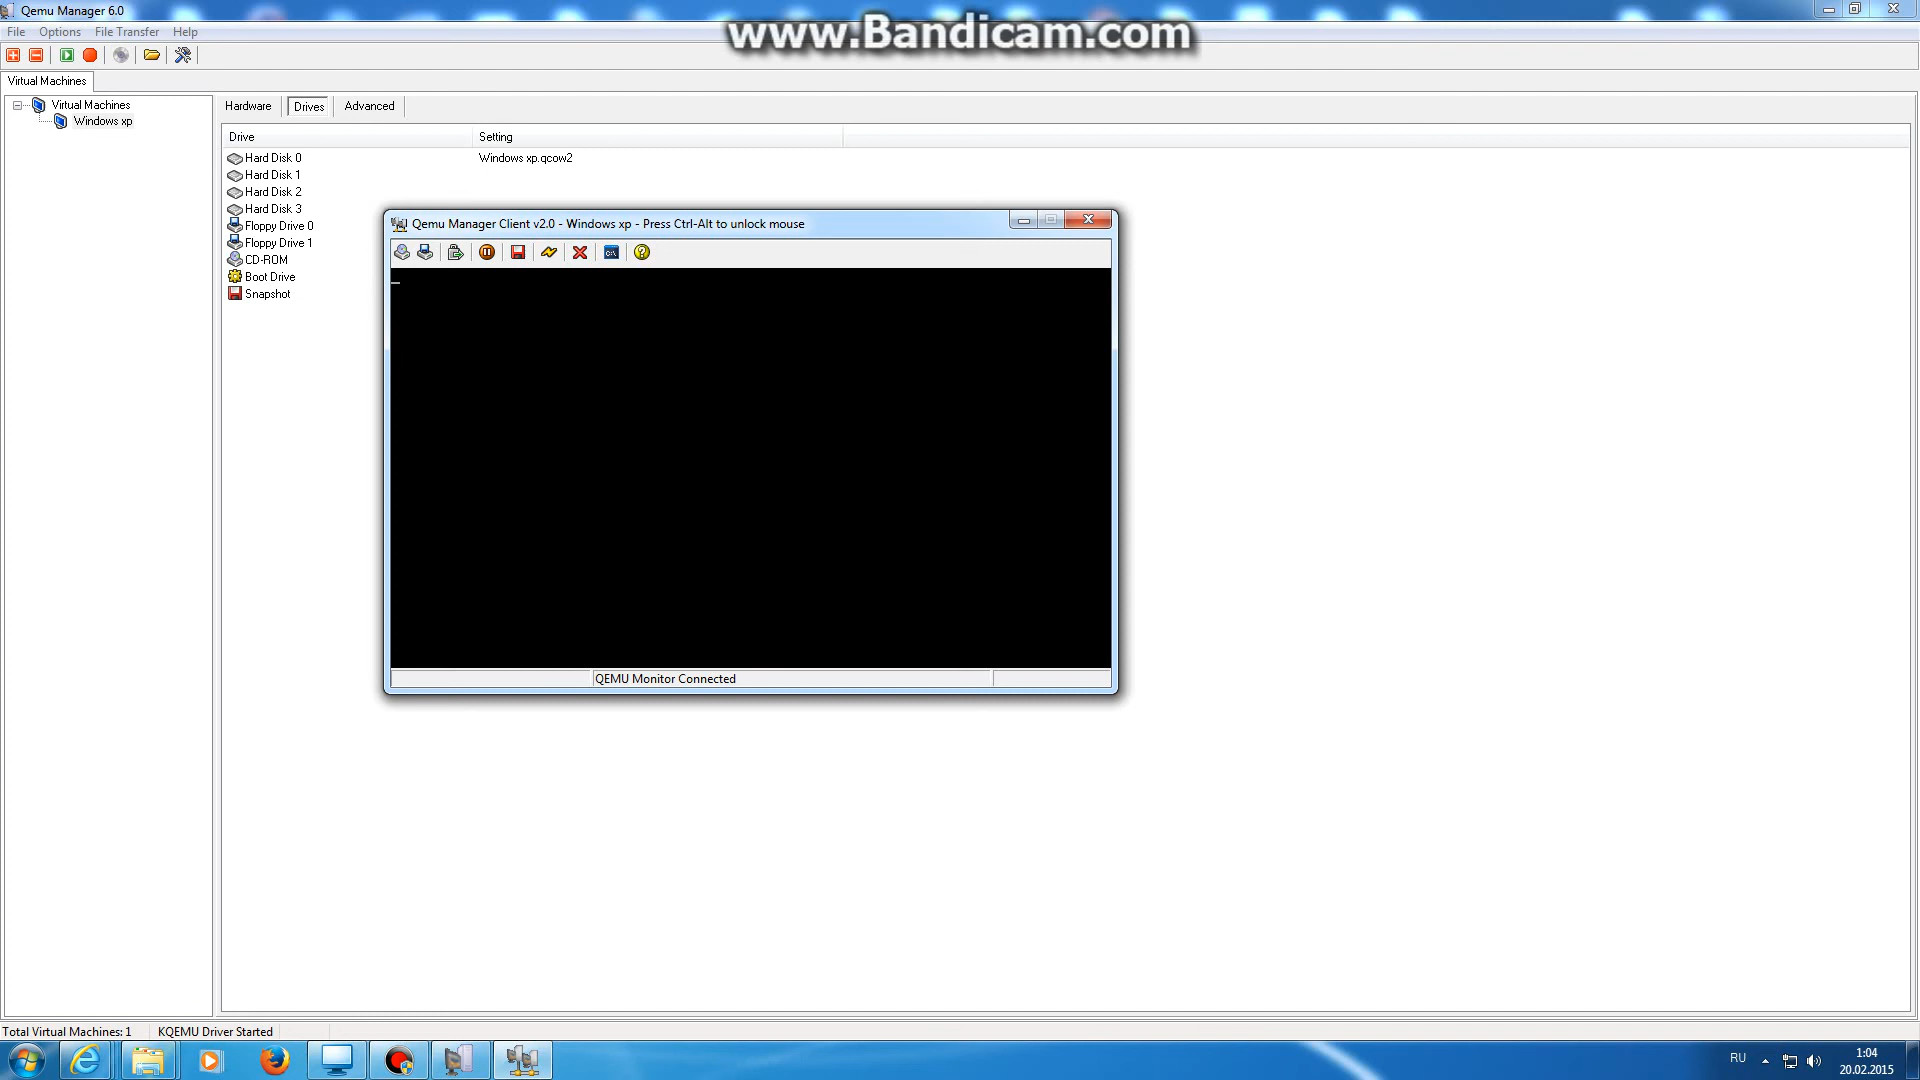 Qemu Manager 6.0
www.Bandicam.com
File Options File Transfer Help
Virtual Machines
Virtual Machines
Windows xp
Hardware Drives Advanced
Drive Setting
Hard Disk 0 Windows xp.qcow2
Hard Disk 1
Hard Disk 2
Hard Disk 3
Floppy Drive 0
Floppy Drive 1
CD-ROM
Boot Drive
Snapshot
Qemu Manager Client v2.0 - Windows xp - Press Ctrl-Alt to unlock mouse
QEMU Monitor Connected
Total Virtual Machines: 1 KQEMU Driver Started
RU
1:04
20.02.2015